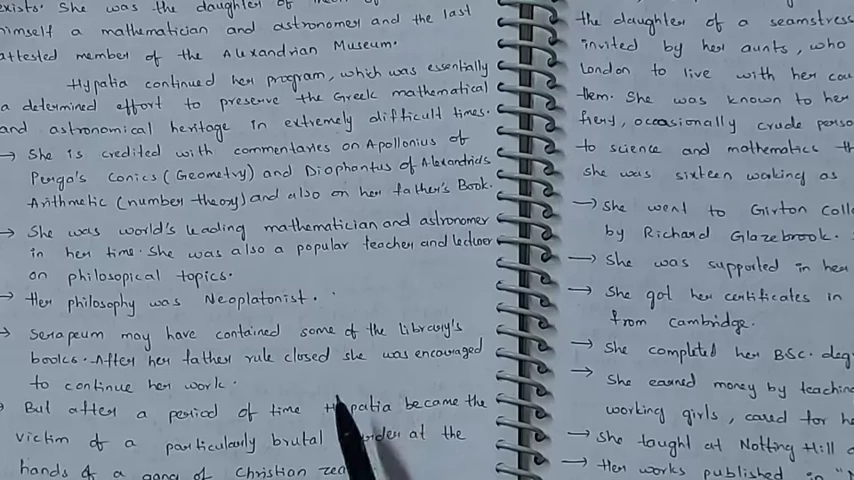 exists. She was the daughter of
himself a mathematician and astronomer and the last
attested member of the Alexandrian Museum.
Hypatia continued her program, which was essentially
a determined effort to preserve the Greek mathematical
and astronomical heritage in extremely difficult times.
→ She is credited with commentaries on Apollonius of
Perga's conics (Geometry) and Diophantus of Alexandria's
Arithmetic (number theory) and also on her father's Book.
→ She was world's leading mathematician and astronomer
in her time. She was also a popular teacher and lecturer
on philosopical topics.
→ Her philosophy was Neoplatonist.
→ Serapeum may have contained some of the library's
books. After her father rule closed she was encouraged
to continue her work.
But after a period of time became the
victim of a particularly brutal at the
hands of a gang of Christian
the daughter of a seamstress
invited by her aunts, who
London to live with her
them. She was known to her
fiery, occasionally crude
to science and mathematics
she was sixteen working as
→ She went to Girton
by Richard Glazebrook.
→ She was supported in her
→ She got her certificates in
from Cambridge.
→ She completed her BSc.
→ She earned money by
working girls, cared for
→ She taught at Notting Hill
→ Her works published in